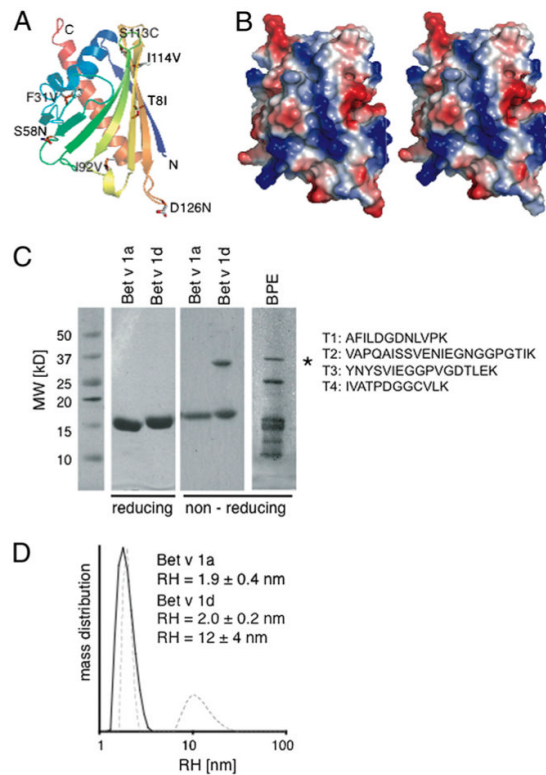 A
C
S113C
I114V
F31V
T8I
S58N
I92V
N
D126N
B
C
Bet v 1a
Bet v 1d
Bet v 1a
Bet v 1d
BPE
MW [kD]
50
37
25
20
15
10
*
T1: AFILDGDNLVPK
T2: VAPQAISSVENIEGNGGPGTIK
T3: YNYSVIEGGPVGDTLEK
T4: IVATPDGGCVLK
reducing
non - reducing
D
mass distribution
Bet v 1a
RH = 1.9 ± 0.4 nm
Bet v 1d
RH = 2.0 ± 0.2 nm
RH = 12 ± 4 nm
1
10
100
RH [nm]